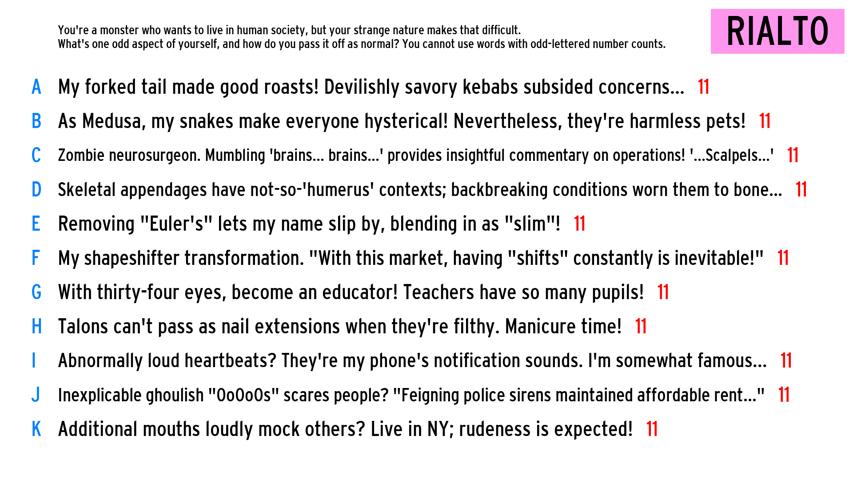 You're a monster who wants to live in human society, but your strange nature makes that difficult.
What's one odd aspect of yourself, and how do you pass it off as normal? You cannot use words with odd-lettered number counts.
RIALTO
A My forked tail made good roasts! Devilishly savory kebabs subsided concerns... 11
B As Medusa, my snakes make everyone hysterical! Nevertheless, they're harmless pets! 11
C Zombie neurosurgeon. Mumbling 'brains... brains...' provides insightful commentary on operations! '...Scalpels...' 11
D Skeletal appendages have not-so-'humerus' contexts; backbreaking conditions worn them to bone... 11
E Removing "Euler's" lets my name slip by, blending in as "slim"! 11
F My shapeshifter transformation. "With this market, having "shifts" constantly is inevitable!" 11
G With thirty-four eyes, become an educator! Teachers have so many pupils! 11
H Talons can't pass as nail extensions when they're filthy. Manicure time! 11
I Abnormally loud heartbeats? They're my phone's notification sounds. I'm somewhat famous... 11
J Inexplicable ghoulish "OoOoOs" scares people? "Feigning police sirens maintained affordable rent..." 11
K Additional mouths loudly mock others? Live in NY; rudeness is expected! 11